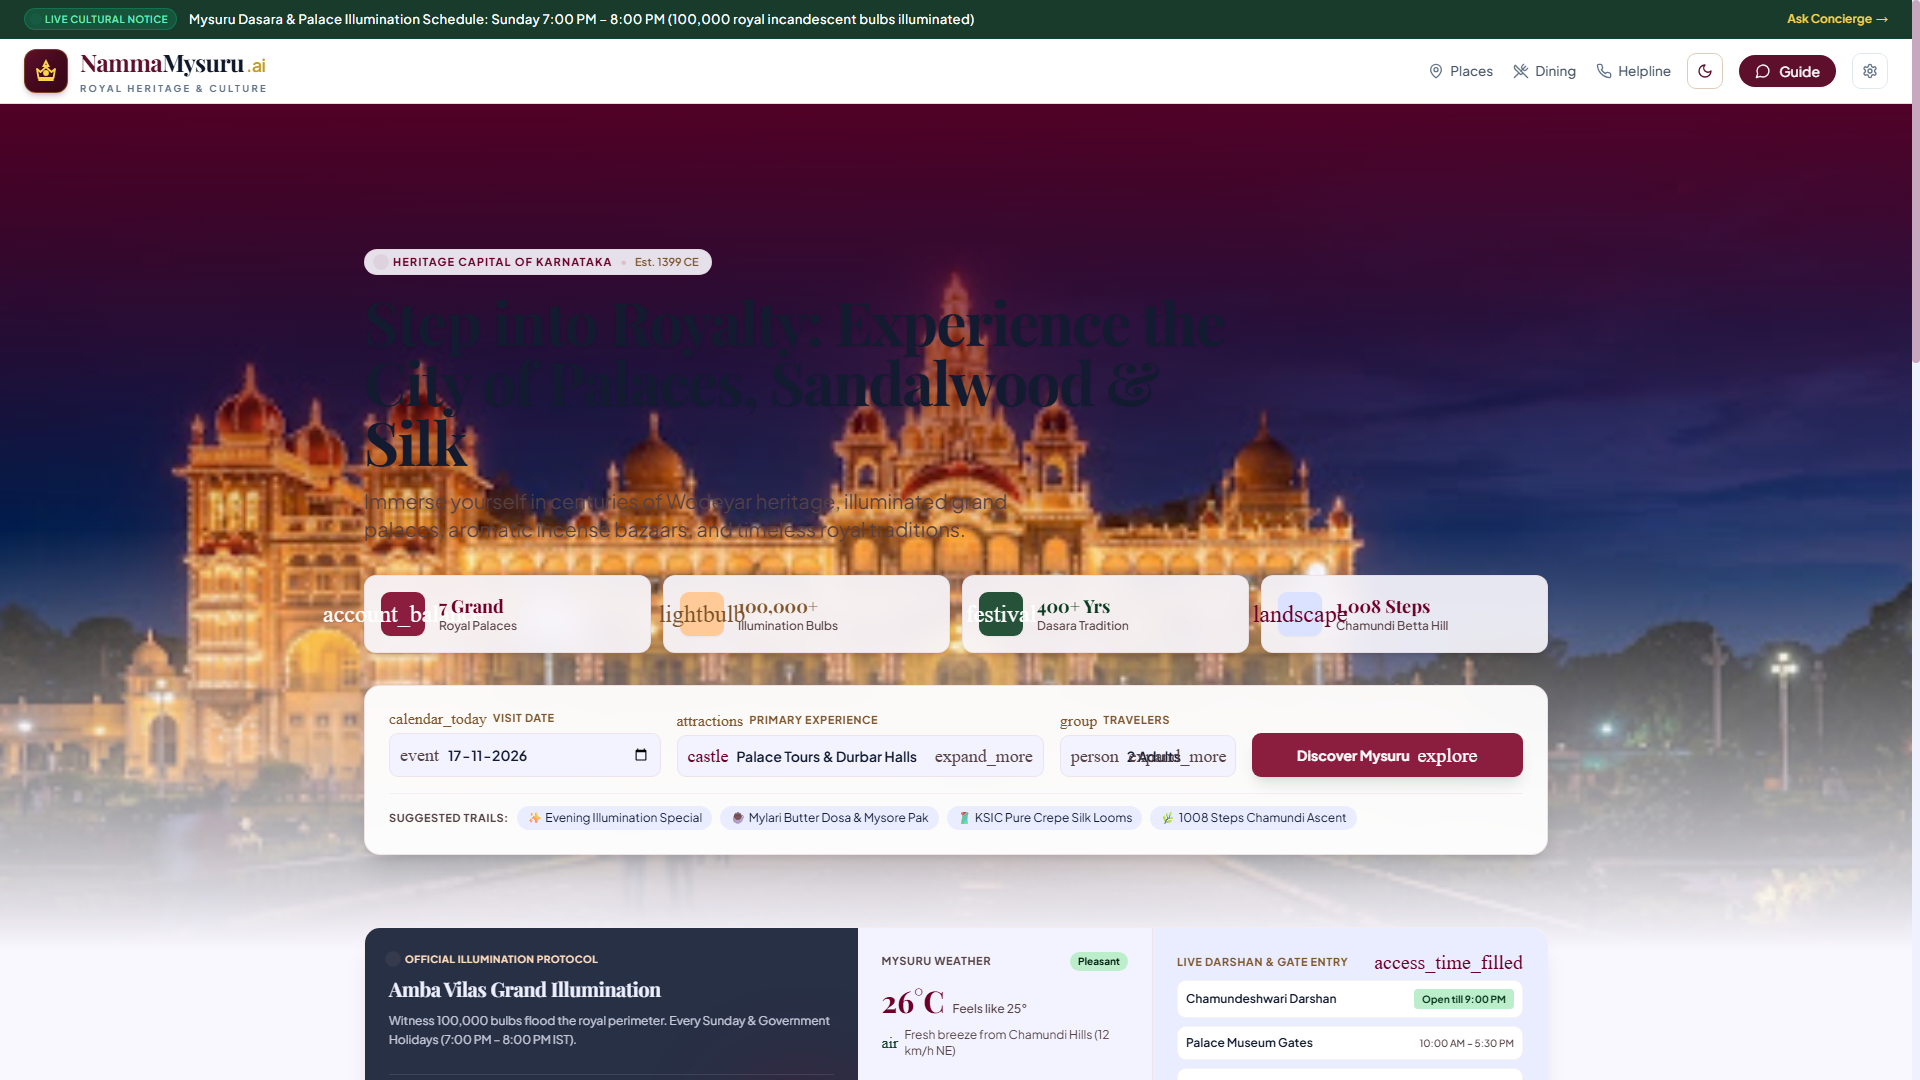 LIVE CULTURAL NOTICE Mysuru Dasara & Palace Illumination Schedule: Sunday 7:00 PM – 8:00 PM (100,000 royal incandescent bulbs illuminated) Ask Concierge →
NammaMysuru.ai
ROYAL HERITAGE & CULTURE
Places Dining Helpline Guide
HERITAGE CAPITAL OF KARNATAKA • Est. 1399 CE
Step into Royalty: Experience the
City of Palaces, Sandalwood &
Silk
Immerse yourself in centuries of Wodeyar heritage, illuminated grand
palaces, aromatic incense bazaars, and timeless royal traditions.
7 Grand
Royal Palaces
lightbulb 100,000+
Illumination Bulbs
festival 400+ Yrs
Dasara Tradition
landscape 1,008 Steps
Chamundi Betta Hill
calendar_today VISIT DATE
event 17-11-2026
attractions PRIMARY EXPERIENCE
castle Palace Tours & Durbar Halls expand_more
group TRAVELERS
person 2 Adults expand_more
Discover Mysuru explore
SUGGESTED TRAILS: ✨ Evening Illumination Special Mylari Butter Dosa & Mysore Pak KSIC Pure Crepe Silk Looms 1008 Steps Chamundi Ascent
OFFICIAL ILLUMINATION PROTOCOL
Amba Vilas Grand Illumination
Witness 100,000 bulbs flood the royal perimeter. Every Sunday & Government
Holidays (7:00 PM – 8:00 PM IST).
MYSURU WEATHER Pleasant
26°C Feels like 25°
air Fresh breeze from Chamundi Hills (12
km/h NE)
LIVE DARSHAN & GATE ENTRY access_time_filled
Chamundeshwari Darshan Open till 9:00 PM
Palace Museum Gates 10:00 AM – 5:30 PM